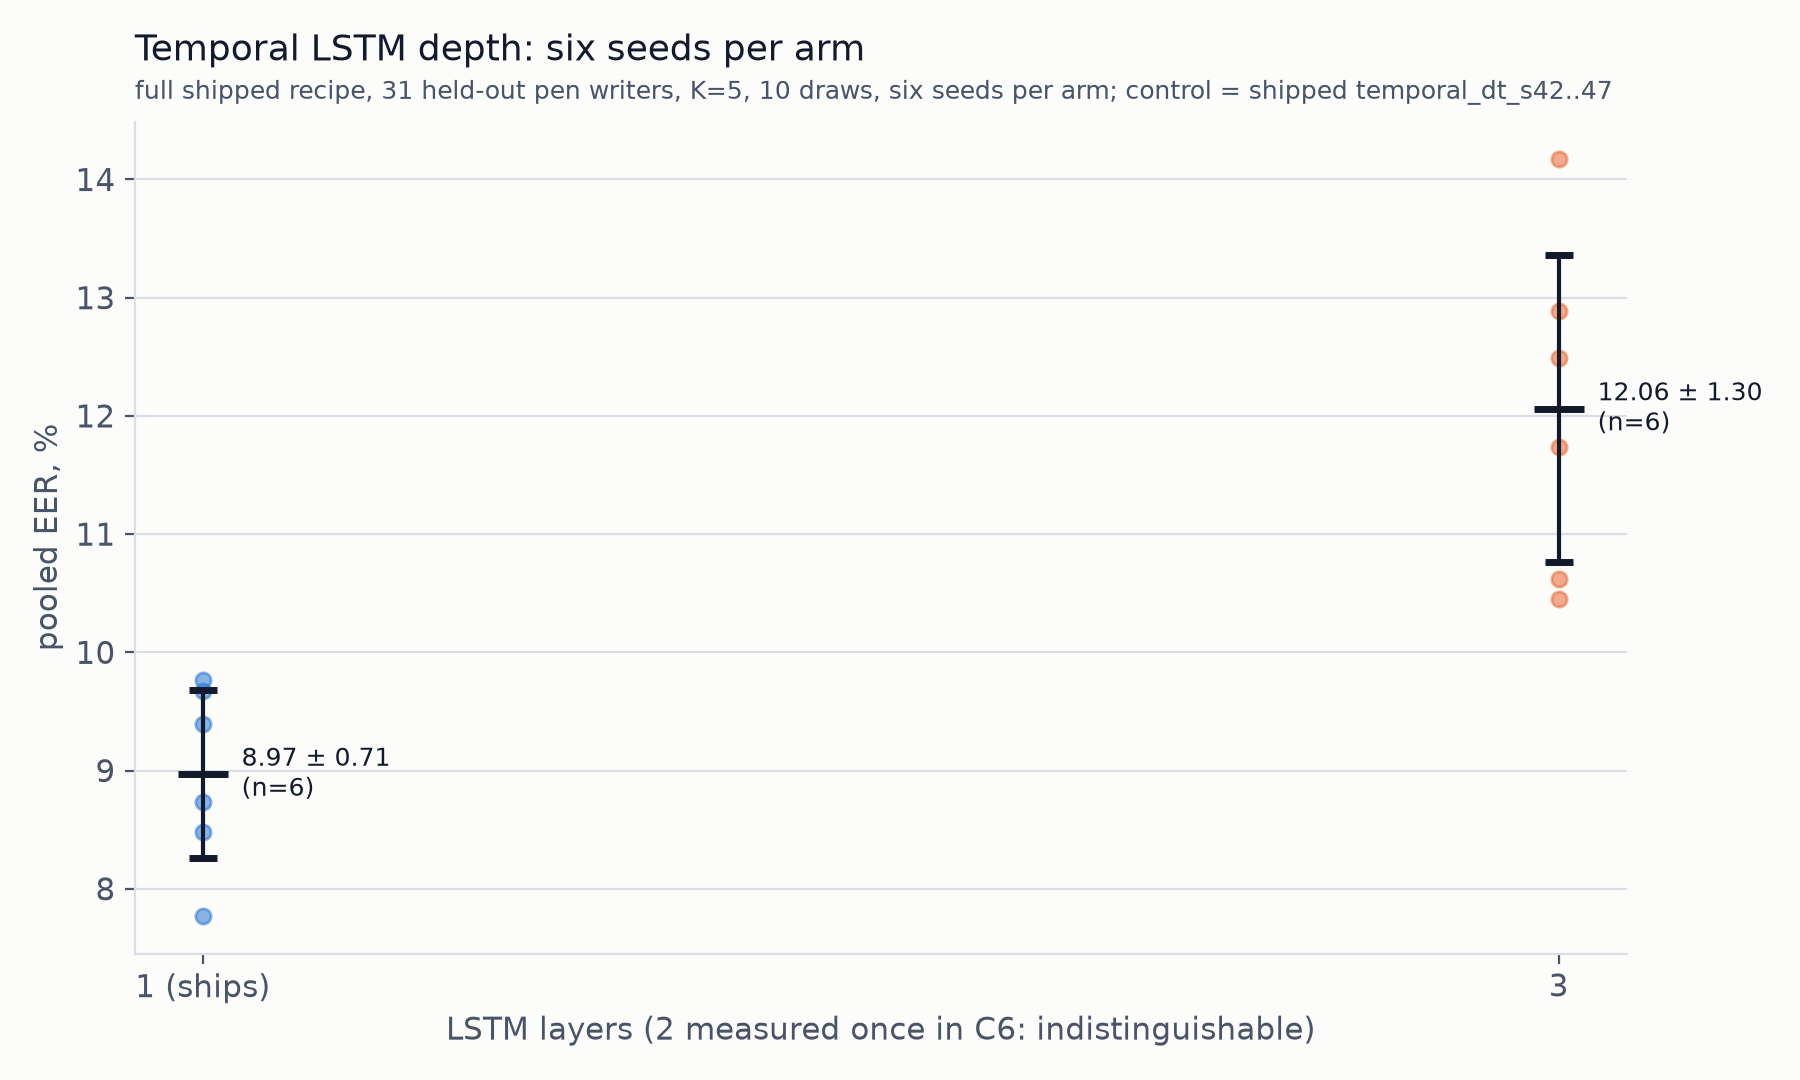 Temporal LSTM depth: six seeds per arm
full shipped recipe, 31 held-out pen writers, K=5, 10 draws, six seeds per arm; control = shipped temporal_dt_s42..47
pooled EER, %
14
13
12
11
10
9
8
12.06 ± 1.30
(n=6)
8.97 ± 0.71
(n=6)
1 (ships)
3
LSTM layers (2 measured once in C6: indistinguishable)